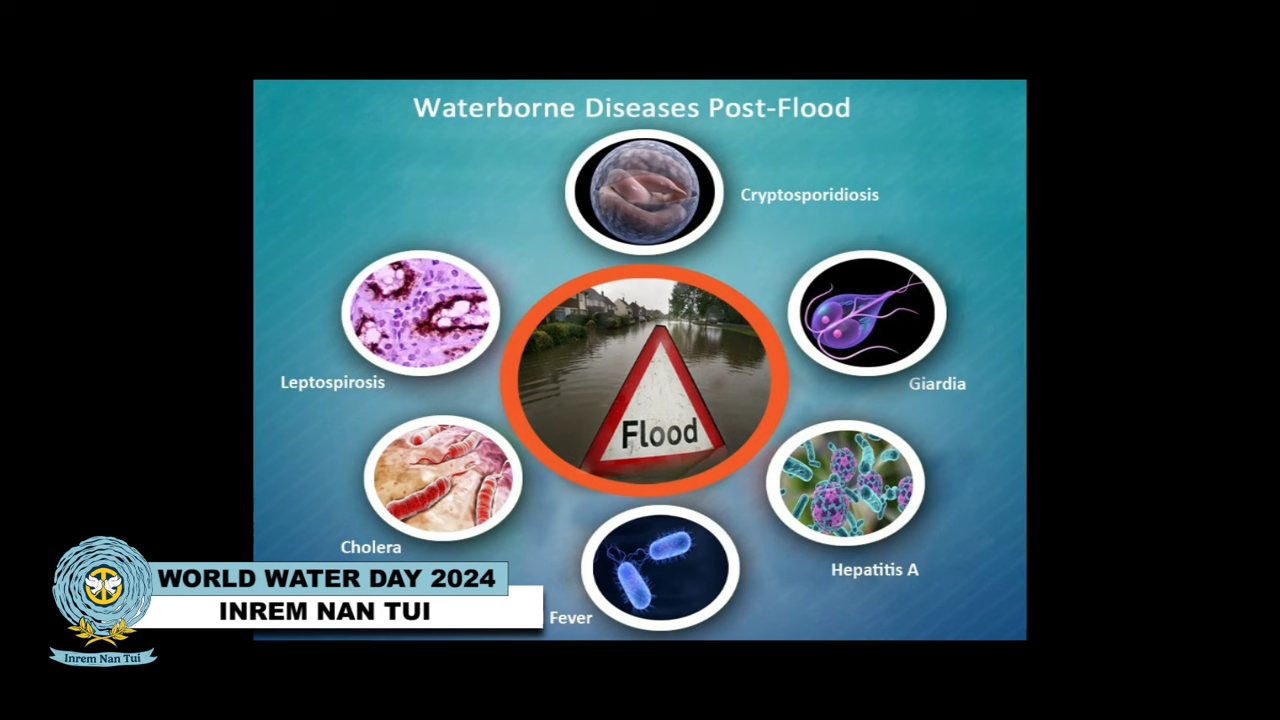 Waterborne Diseases Post-Flood
Cryptosporidiosis
Leptospirosis
Giardia
Flood
Cholera
Hepatitis A
Fever
WORLD WATER DAY 2024
INREM NAN TUI
Inrem Nan Tui